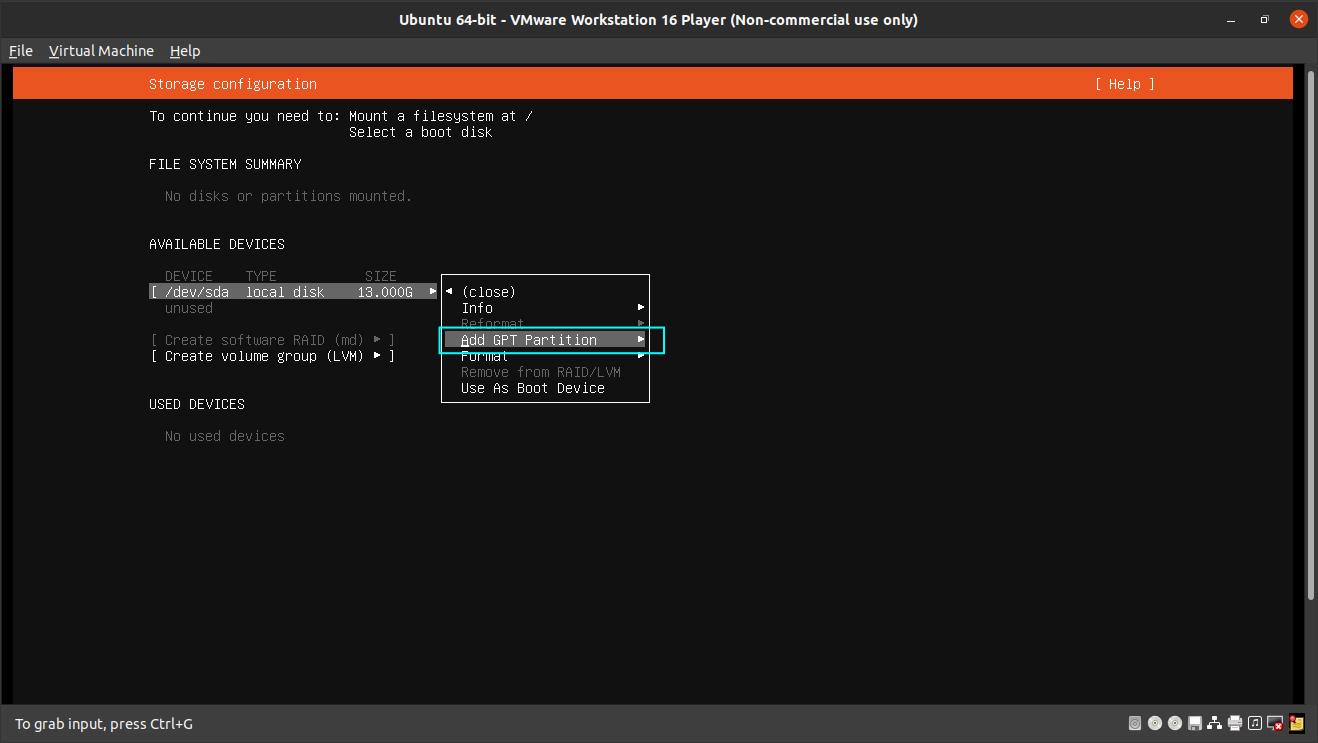 Ubuntu 64-bit - VMware Workstation 16 Player (Non-commercial use only)
File Virtual Machine Help
Storage configuration [ Help ]
To continue you need to: Mount a filesystem at /
Select a boot disk
FILE SYSTEM SUMMARY
No disks or partitions mounted.
AVAILABLE DEVICES
DEVICE TYPE SIZE
[ /dev/sda local disk 13.000G ▸ ◂ (close)
unused Info ▸
Reformat ▸
[ Create software RAID (md) ▸ ] Add GPT Partition ▸
[ Create volume group (LVM) ▸ ] Format ▸
Remove from RAID/LVM
Use As Boot Device
USED DEVICES
No used devices
To grab input, press Ctrl+G